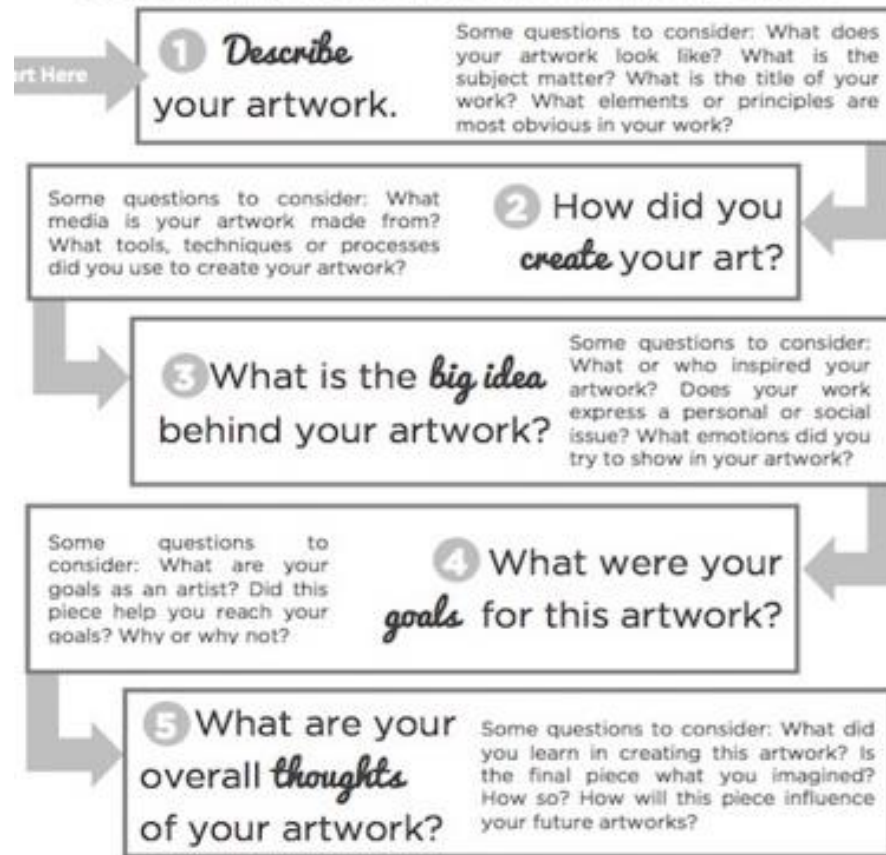 1 Describe
your artwork.
Some questions to consider: What does
your artwork look like? What is the
subject matter? What is the title of your
work? What elements or principles are
most obvious in your work?
Here
Some questions to consider: What
media is your artwork made from?
What tools, techniques or processes
did you use to create your artwork?
2 How did you
create your art?
3 What is the big idea
behind your artwork?
Some questions to consider:
What or who inspired your
artwork? Does your work
express a personal or social
issue? What emotions did you
try to show in your artwork?
Some questions to
consider: What are your
goals as an artist? Did this
piece help you reach your
goals? Why or why not?
4 What were your
goals for this artwork?
5 What are your
overall thoughts
of your artwork?
Some questions to consider: What did
you learn in creating this artwork? Is
the final piece what you imagined?
How so? How will this piece influence
your future artworks?